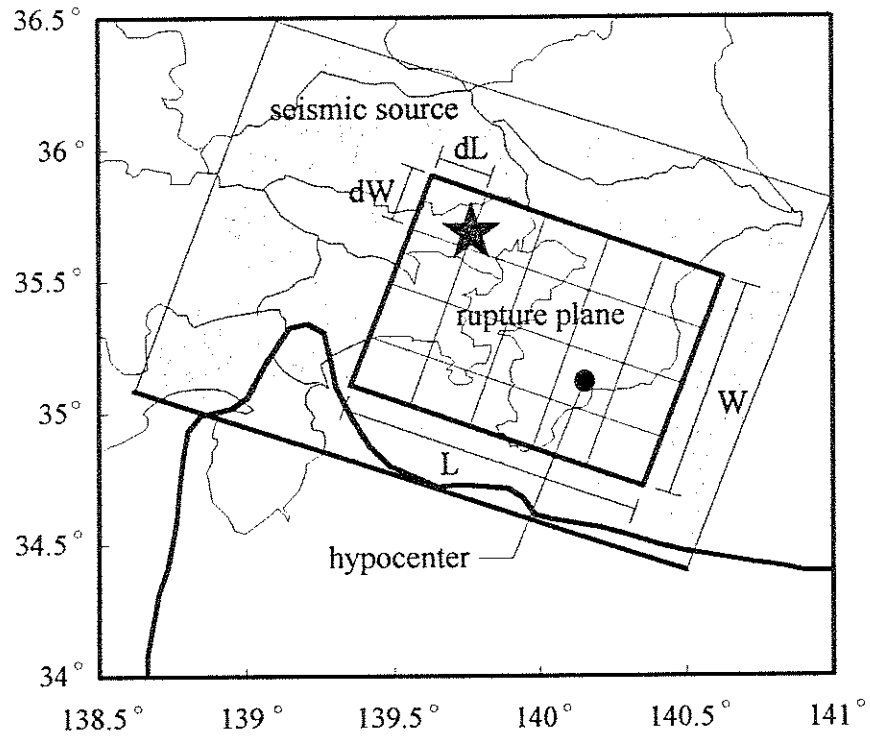 36.5°
seismic source
36°
dL
dW
35.5°
rupture plane
35°
W
L
34.5°
hypocenter
34°
138.5° 139° 139.5° 140° 140.5° 141°